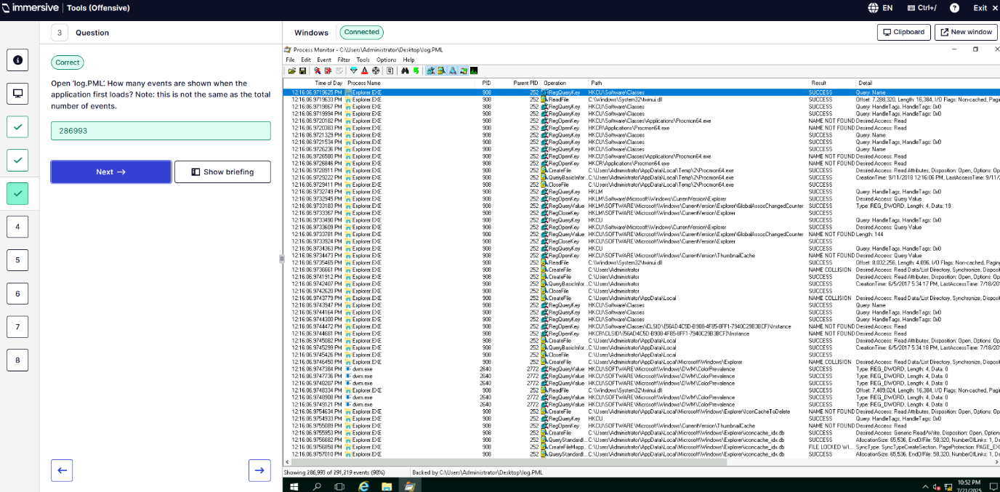 immersive | Tools (Offensive)
EN Ctrl+/ ? Exit ×
3 Question
Windows Connected
Clipboard New window
Correct
Open 'log.PML'. How many events are shown when the
application first loads? Note: this is not the same as the total
number of events.
286993
Next → Show briefing
4
5
6
7
8
Process Monitor - C:\Users\Administrator\Desktop\log.PML
File Edit Event Filter Tools Options Help
Time of Day Process Name PID Parent PID Operation Path Result Detail
12:16:06.9719625 PM Explorer.EXE 908 252 RegQueryKey HKCU\Software\Classes SUCCESS Query: Name
12:16:06.9719633 PM Explorer.EXE 908 252 ReadFile C:\Windows\System32\twinui.dll SUCCESS Offset: 7,288,320, Length: 16,384, I/O Flags: Non-cached, Pagin
12:16:06.9719867 PM Explorer.EXE 908 252 RegQueryKey HKCU\Software\Classes SUCCESS Query: HandleTags, HandleTags: 0x0
12:16:06.9719994 PM Explorer.EXE 908 252 RegQueryKey HKCU\Software\Classes SUCCESS Query: HandleTags, HandleTags: 0x0
12:16:06.9720182 PM Explorer.EXE 908 252 RegOpenKey HKCU\Software\Classes\Applications\Procmon64.exe NAME NOT FOUND Desired Access: Read
12:16:06.9720383 PM Explorer.EXE 908 252 RegOpenKey HKCR\Applications\Procmon64.exe NAME NOT FOUND Desired Access: Read
12:16:06.9721329 PM Explorer.EXE 908 252 RegQueryKey HKCU\Software\Classes SUCCESS Query: Name
12:16:06.9721534 PM Explorer.EXE 908 252 RegQueryKey HKCU\Software\Classes SUCCESS Query: HandleTags, HandleTags: 0x0
12:16:06.9726236 PM Explorer.EXE 908 252 RegQueryKey HKCU\Software\Classes SUCCESS Query: Name
12:16:06.9726580 PM Explorer.EXE 908 252 RegOpenKey HKCU\Software\Classes\Applications\Procmon64.exe NAME NOT FOUND Desired Access: Read
12:16:06.9726846 PM Explorer.EXE 908 252 RegOpenKey HKCR\Applications\Procmon64.exe NAME NOT FOUND Desired Access: Read
12:16:06.9728911 PM Explorer.EXE 908 252 CreateFile C:\Users\Administrator\AppData\Local\Temp\2\Procmon64.exe SUCCESS Desired Access: Read Attributes, Disposition: Open, Options: Op
12:16:06.9729222 PM Explorer.EXE 908 252 QueryBasicInfor... C:\Users\Administrator\AppData\Local\Temp\2\Procmon64.exe SUCCESS CreationTime: 9/11/2018 12:16:06 PM, LastAccessTime: 9/11/
12:16:06.9729411 PM Explorer.EXE 908 252 CloseFile C:\Users\Administrator\AppData\Local\Temp\2\Procmon64.exe SUCCESS
12:16:06.9732749 PM Explorer.EXE 908 252 RegQueryKey HKLM SUCCESS Query: HandleTags, HandleTags: 0x0
12:16:06.9732945 PM Explorer.EXE 908 252 RegOpenKey HKLM\Software\Microsoft\Windows\CurrentVersion\Explorer SUCCESS Desired Access: Query Value
12:16:06.9733183 PM Explorer.EXE 908 252 RegQueryValue HKLM\SOFTWARE\Microsoft\Windows\CurrentVersion\Explorer\GlobalAssocChangedCounter SUCCESS Type: REG_DWORD, Length: 4, Data: 19
12:16:06.9733367 PM Explorer.EXE 908 252 RegCloseKey HKLM\SOFTWARE\Microsoft\Windows\CurrentVersion\Explorer SUCCESS
12:16:06.9733490 PM Explorer.EXE 908 252 RegQueryKey HKCU SUCCESS Query: HandleTags, HandleTags: 0x0
12:16:06.9733609 PM Explorer.EXE 908 252 RegOpenKey HKCU\Software\Microsoft\Windows\CurrentVersion\Explorer SUCCESS Desired Access: Query Value
12:16:06.9733781 PM Explorer.EXE 908 252 RegQueryValue HKCU\SOFTWARE\Microsoft\Windows\CurrentVersion\Explorer\GlobalAssocChangedCounter NAME NOT FOUND Length: 144
12:16:06.9733924 PM Explorer.EXE 908 252 RegCloseKey HKCU\SOFTWARE\Microsoft\Windows\CurrentVersion\Explorer SUCCESS
12:16:06.9734363 PM Explorer.EXE 908 252 RegQueryKey HKCU SUCCESS Query: HandleTags, HandleTags: 0x0
12:16:06.9734473 PM Explorer.EXE 908 252 RegOpenKey HKCU\SOFTWARE\Microsoft\Windows\CurrentVersion\ThumbnailCache NAME NOT FOUND Desired Access: Query Value
12:16:06.9735465 PM Explorer.EXE 908 252 ReadFile C:\Windows\System32\twinui.dll SUCCESS Offset: 8,032,256, Length: 4,096, I/O Flags: Non-cached, Paging
12:16:06.9736661 PM Explorer.EXE 908 252 CreateFile C:\Users\Administrator NAME COLLISION Desired Access: Read Data/List Directory, Synchronize, Disposit
12:16:06.9741912 PM Explorer.EXE 908 252 CreateFile C:\Users\Administrator SUCCESS Desired Access: Read Attributes, Disposition: Open, Options: Op
12:16:06.9742407 PM Explorer.EXE 908 252 QueryBasicInfor... C:\Users\Administrator SUCCESS CreationTime: 6/5/2017 5:34:17 PM, LastAccessTime: 7/18/2
12:16:06.9742620 PM Explorer.EXE 908 252 CloseFile C:\Users\Administrator SUCCESS
12:16:06.9743779 PM Explorer.EXE 908 252 CreateFile C:\Users\Administrator\AppData\Local NAME COLLISION Desired Access: Read Data/List Directory, Synchronize, Disposit
12:16:06.9743947 PM Explorer.EXE 908 252 RegQueryKey HKCU\Software\Classes SUCCESS Query: Name
12:16:06.9744164 PM Explorer.EXE 908 252 RegQueryKey HKCU\Software\Classes SUCCESS Query: HandleTags, HandleTags: 0x0
12:16:06.9744300 PM Explorer.EXE 908 252 RegQueryKey HKCU\Software\Classes SUCCESS Query: HandleTags, HandleTags: 0x0
12:16:06.9744472 PM Explorer.EXE 908 252 RegOpenKey HKCU\Software\Classes\CLSID\{56AD4C5D-B908-4F85-8FF1-7940C29B3BCF}\Instance NAME NOT FOUND Desired Access: Read
12:16:06.9744681 PM Explorer.EXE 908 252 RegOpenKey HKCR\CLSID\{56AD4C5D-B908-4F85-8FF1-7940C29B3BCF}\Instance NAME NOT FOUND Desired Access: Read
12:16:06.9745082 PM Explorer.EXE 908 252 CreateFile C:\Users\Administrator\AppData\Local SUCCESS Desired Access: Read Attributes, Disposition: Open, Options: Op
12:16:06.9745299 PM Explorer.EXE 908 252 QueryBasicInfor... C:\Users\Administrator\AppData\Local SUCCESS CreationTime: 6/5/2017 5:34:18 PM, LastAccessTime: 7/18/2
12:16:06.9745426 PM Explorer.EXE 908 252 CloseFile C:\Users\Administrator\AppData\Local SUCCESS
12:16:06.9746450 PM Explorer.EXE 908 252 CreateFile C:\Users\Administrator\AppData\Local\Microsoft\Windows\Explorer NAME COLLISION Desired Access: Read Data/List Directory, Synchronize, Disposit
12:16:06.9747384 PM dwm.exe 2640 2772 RegQueryValue HKCU\SOFTWARE\Microsoft\Windows\DWM\ColorPrevalence SUCCESS Type: REG_DWORD, Length: 4, Data: 0
12:16:06.9747736 PM dwm.exe 2640 2772 RegQueryValue HKCU\SOFTWARE\Microsoft\Windows\DWM\ColorPrevalence SUCCESS Type: REG_DWORD, Length: 4, Data: 0
12:16:06.9748207 PM dwm.exe 2640 2772 RegQueryValue HKCU\SOFTWARE\Microsoft\Windows\DWM\ColorPrevalence SUCCESS Type: REG_DWORD, Length: 4, Data: 0
12:16:06.9748334 PM Explorer.EXE 908 252 ReadFile C:\Windows\System32\twinui.dll SUCCESS Offset: 7,489,024, Length: 16,384, I/O Flags: Non-cached, Pagin
12:16:06.9748908 PM dwm.exe 2640 2772 RegQueryValue HKCU\SOFTWARE\Microsoft\Windows\DWM\ColorPrevalence SUCCESS Type: REG_DWORD, Length: 4, Data: 0
12:16:06.9749121 PM dwm.exe 2640 2772 RegQueryValue HKCU\SOFTWARE\Microsoft\Windows\DWM\ColorPrevalence SUCCESS Type: REG_DWORD, Length: 4, Data: 0
12:16:06.9754634 PM Explorer.EXE 908 252 CreateFile C:\Users\Administrator\AppData\Local\Microsoft\Windows\Explorer\IconCacheToDelete NAME NOT FOUND Desired Access: Read Attributes, Disposition: Open, Options: Op
12:16:06.9754933 PM Explorer.EXE 908 252 RegQueryKey HKCU SUCCESS Query: HandleTags, HandleTags: 0x0
12:16:06.9755089 PM Explorer.EXE 908 252 RegOpenKey HKCU\SOFTWARE\Microsoft\Windows\CurrentVersion\ThumbnailCache NAME NOT FOUND Desired Access: Read
12:16:06.9755953 PM Explorer.EXE 908 252 CreateFile C:\Users\Administrator\AppData\Local\Microsoft\Windows\Explorer\iconcache_idx.db SUCCESS Desired Access: Generic Read/Write, Disposition: Open, Options
12:16:06.9756682 PM Explorer.EXE 908 252 QueryStandardI... C:\Users\Administrator\AppData\Local\Microsoft\Windows\Explorer\iconcache_idx.db SUCCESS AllocationSize: 65,536, EndOfFile: 58,320, NumberOfLinks: 1, De
12:16:06.9756858 PM Explorer.EXE 908 252 CreateFileMapp... C:\Users\Administrator\AppData\Local\Microsoft\Windows\Explorer\iconcache_idx.db FILE LOCKED WI... SyncType: SyncTypeCreateSection, PageProtection: PAGE_EX
12:16:06.9757010 PM Explorer.EXE 908 252 QueryStandardI... C:\Users\Administrator\AppData\Local\Microsoft\Windows\Explorer\iconcache_idx.db SUCCESS AllocationSize: 65,536, EndOfFile: 58,320, NumberOfLinks: 1, De
Showing 286,993 of 291,219 events (98%) Backed by C:\Users\Administrator\Desktop\log.PML
10:52 PM
7/21/2025